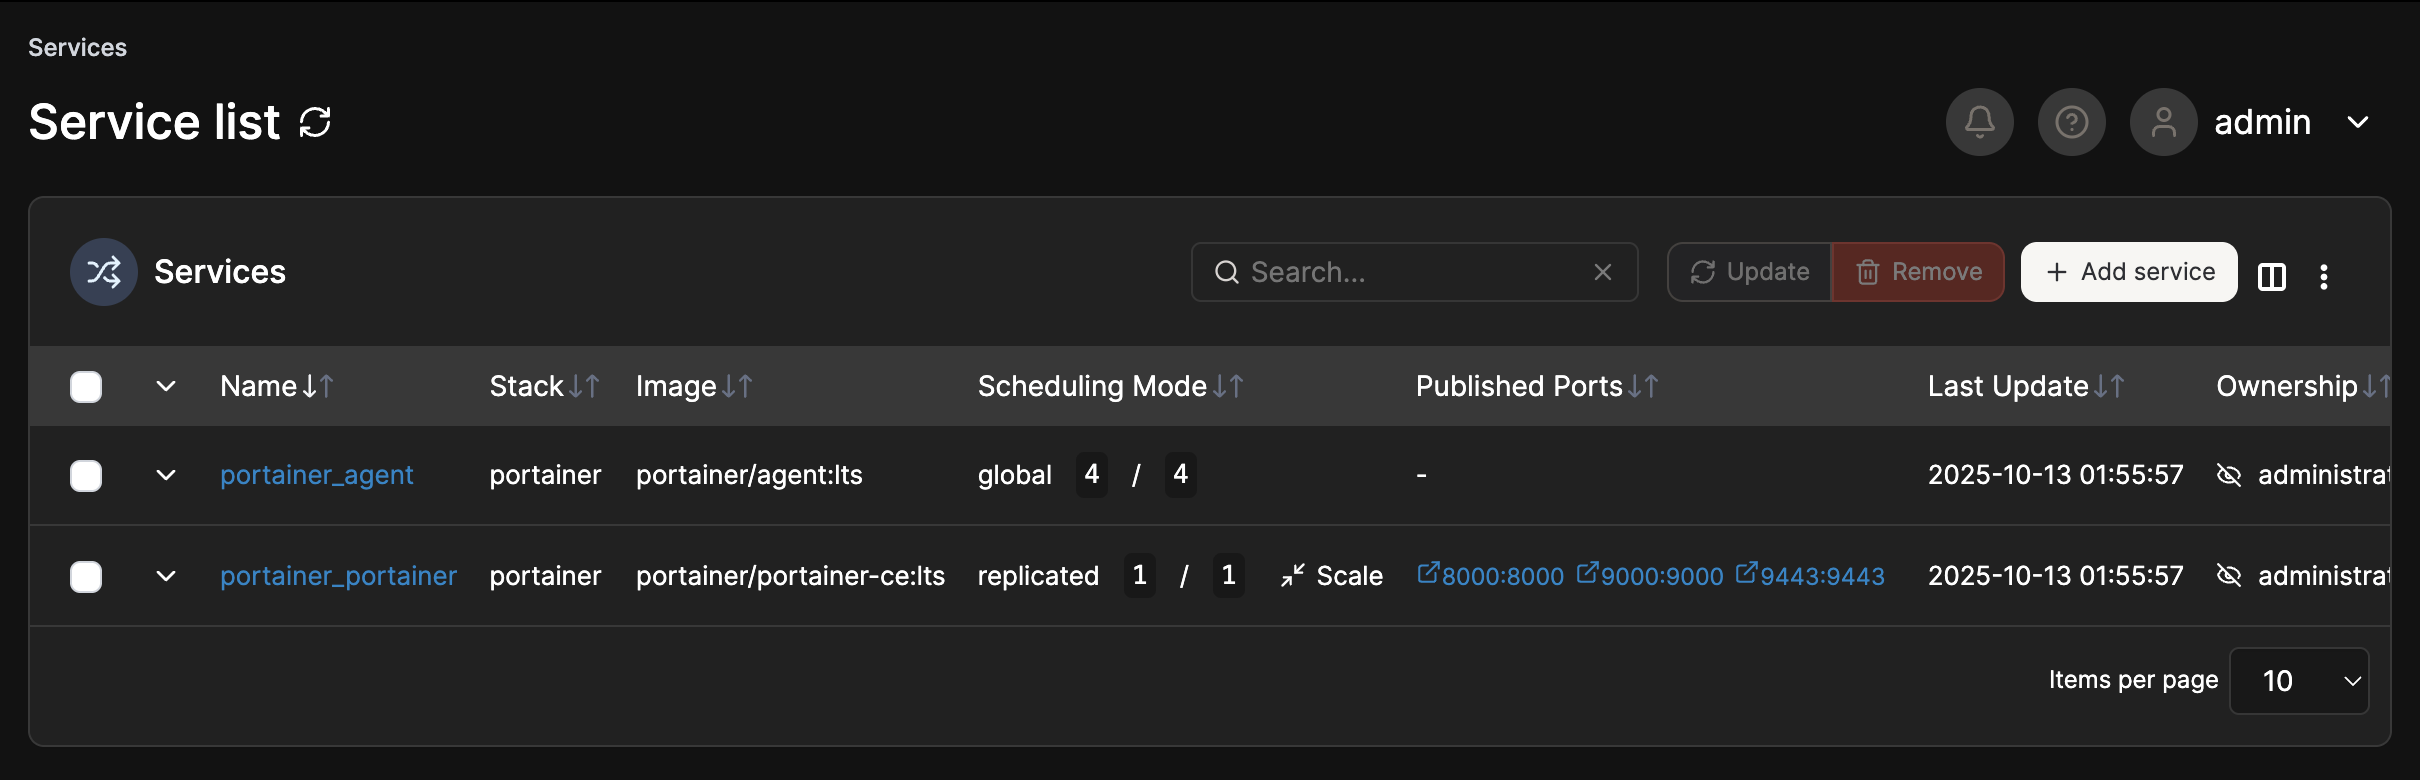 Services
Service list
admin
Services
Search...
Update
Remove
Add service
Name Stack Image Scheduling Mode Published Ports Last Update Ownership
portainer_agent portainer portainer/agent:lts global 4 / 4 - 2025-10-13 01:55:57 administrat
portainer_portainer portainer portainer/portainer-ce:lts replicated 1 / 1 Scale 8000:8000 9000:9000 9443:9443 2025-10-13 01:55:57 administrat
Items per page 10